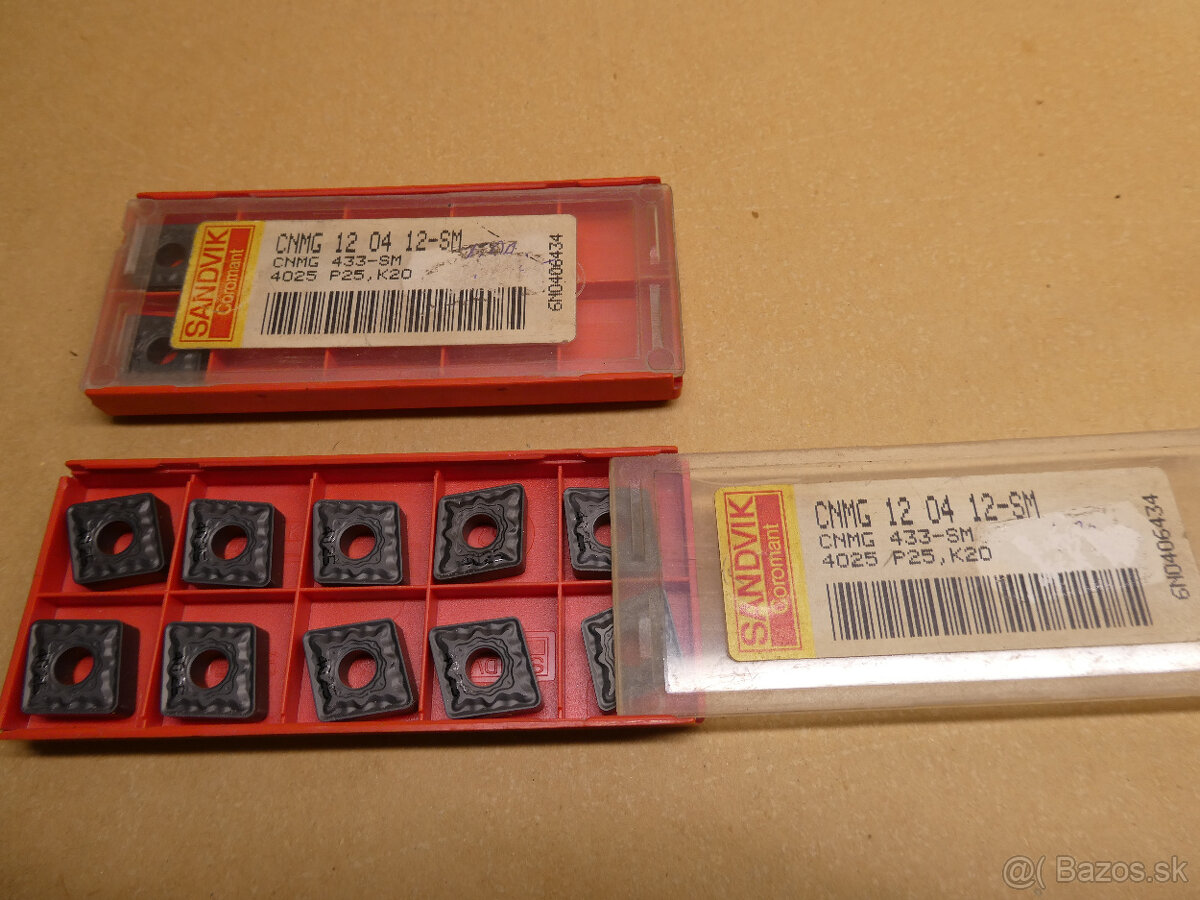 SANDVIK
Coromant
CNMG 12 04 12-SM
CNMG 433-SM
4025 P25,K20
6N0406434
SANDVIK
Coromant
CNMG 12 04 12-SM
CNMG 433-SM
4025 P25,K20
6N0406434
@( Bazos.sk